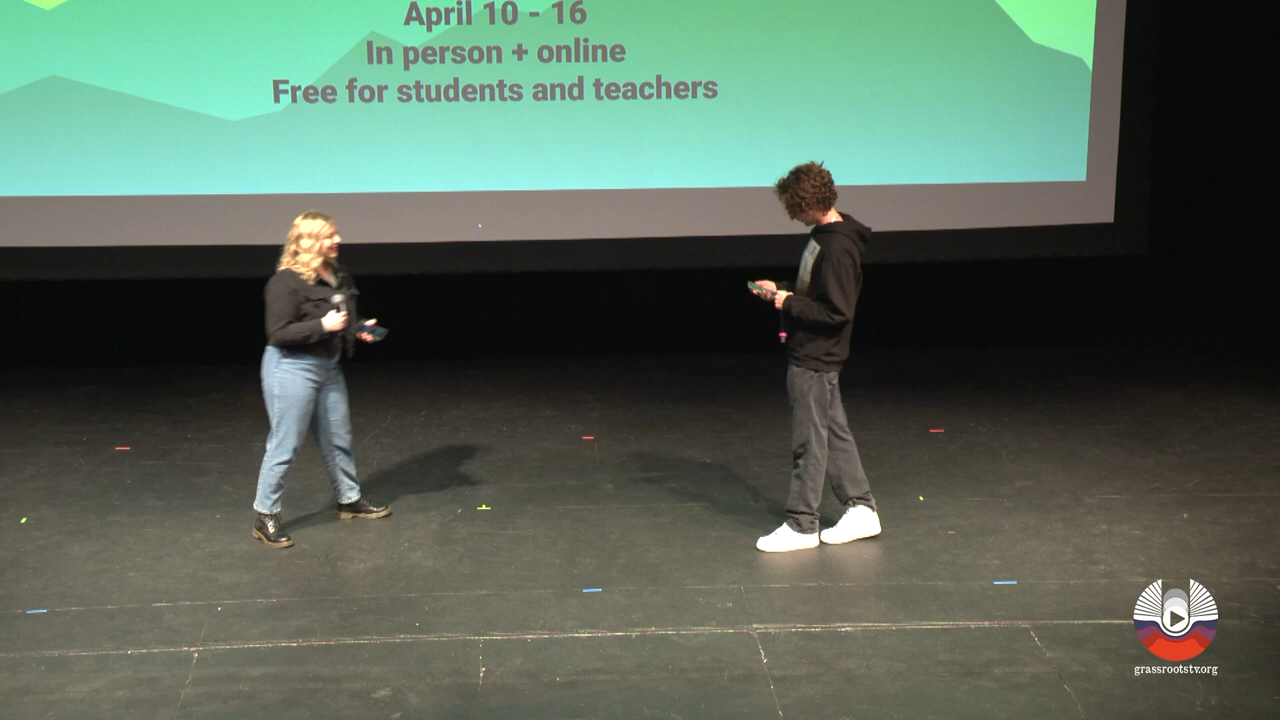 April 10 - 16
In person + online
Free for students and teachers
grassrootstv.org